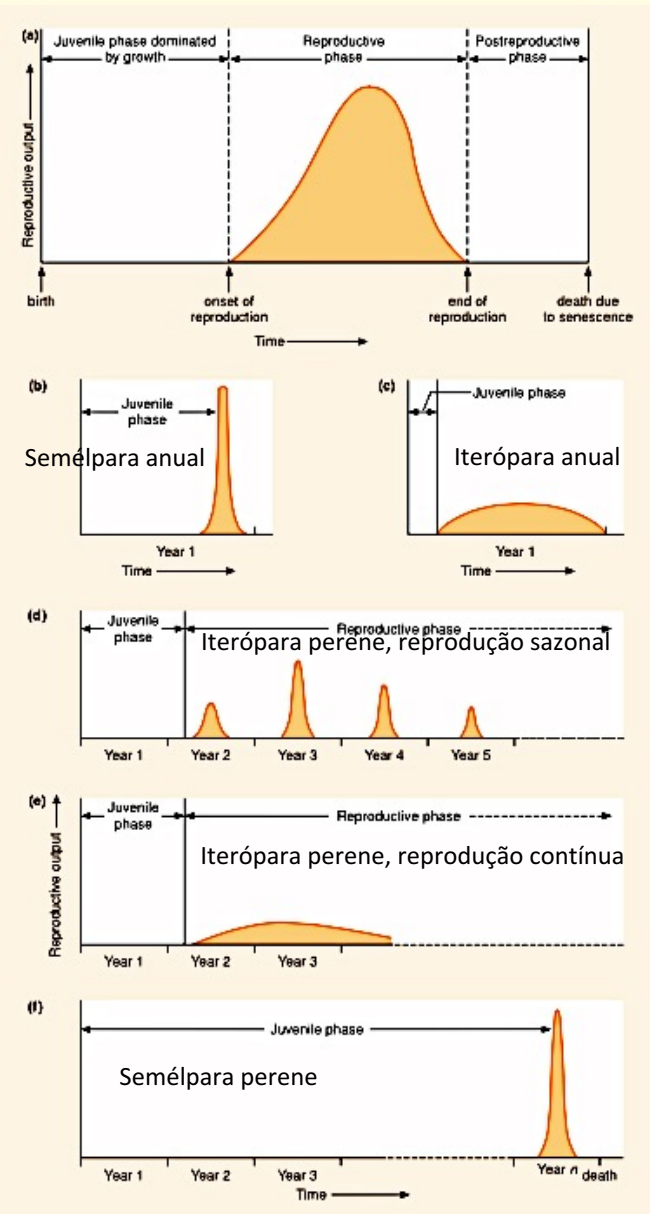 (a)
Juvenile phase dominated
by growth
Reproductive
phase
Postreproductive
phase
Reproductive output
birth
onset of
reproduction
end of
reproduction
death due
to senescence
Time
(b)
Juvenile
phase
Semélpara anual
Year 1
Time
(c)
Juvenile phase
Iterópara anual
Year 1
Time
(d)
Juvenile
phase
Reproductive phase
Iterópara perene, reprodução sazonal
Year 1 Year 2 Year 3 Year 4 Year 5
(e)
Juvenile
phase
Reproductive phase
Iterópara perene, reprodução contínua
Reproductive output
Year 1 Year 2 Year 3
(f)
Juvenile phase
Semélpara perene
Year 1 Year 2 Year 3 Year n death
Time